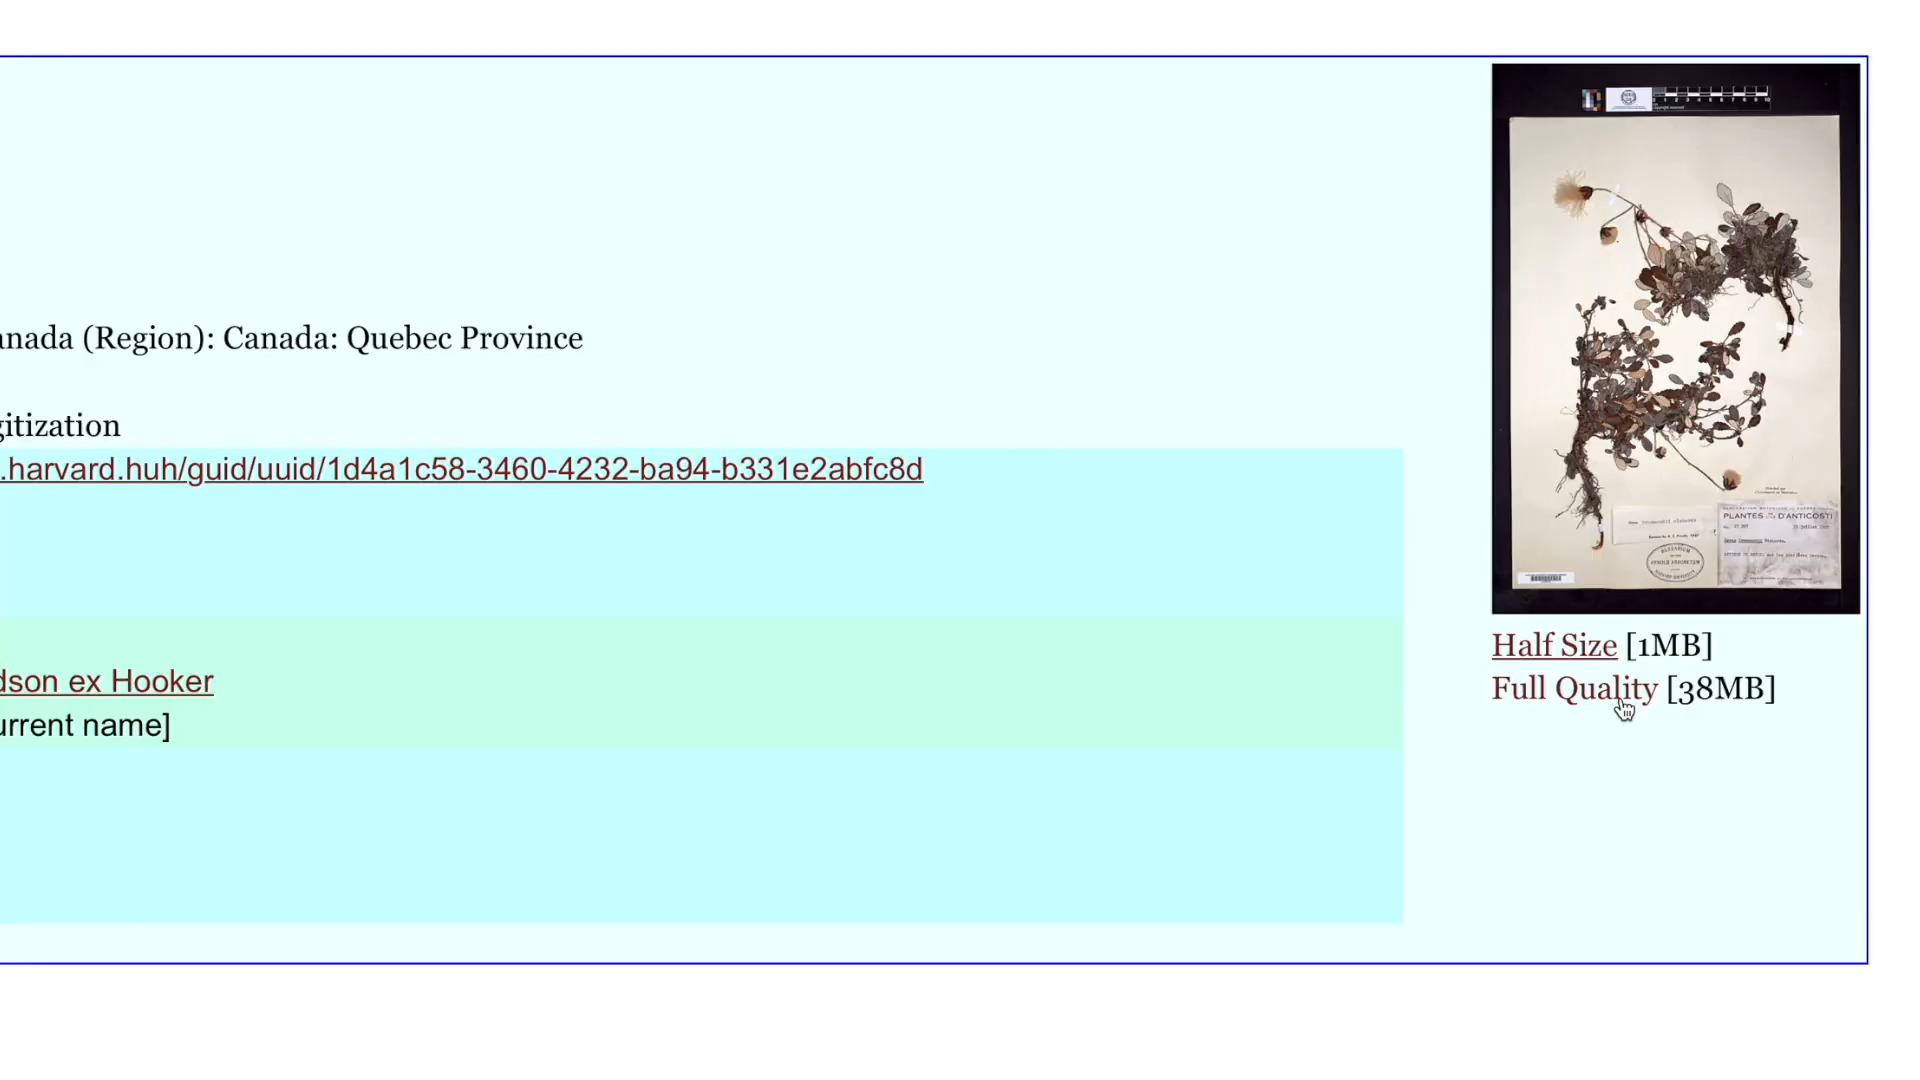 anada (Region): Canada: Quebec Province
gitization
.harvard.huh/guid/uuid/1d4a1c58-3460-4232-ba94-b331e2abfc8d
dson ex Hooker
urrent name]
PLANTES D'ANTICOSTI
Half Size [1MB]
Full Quality [38MB]